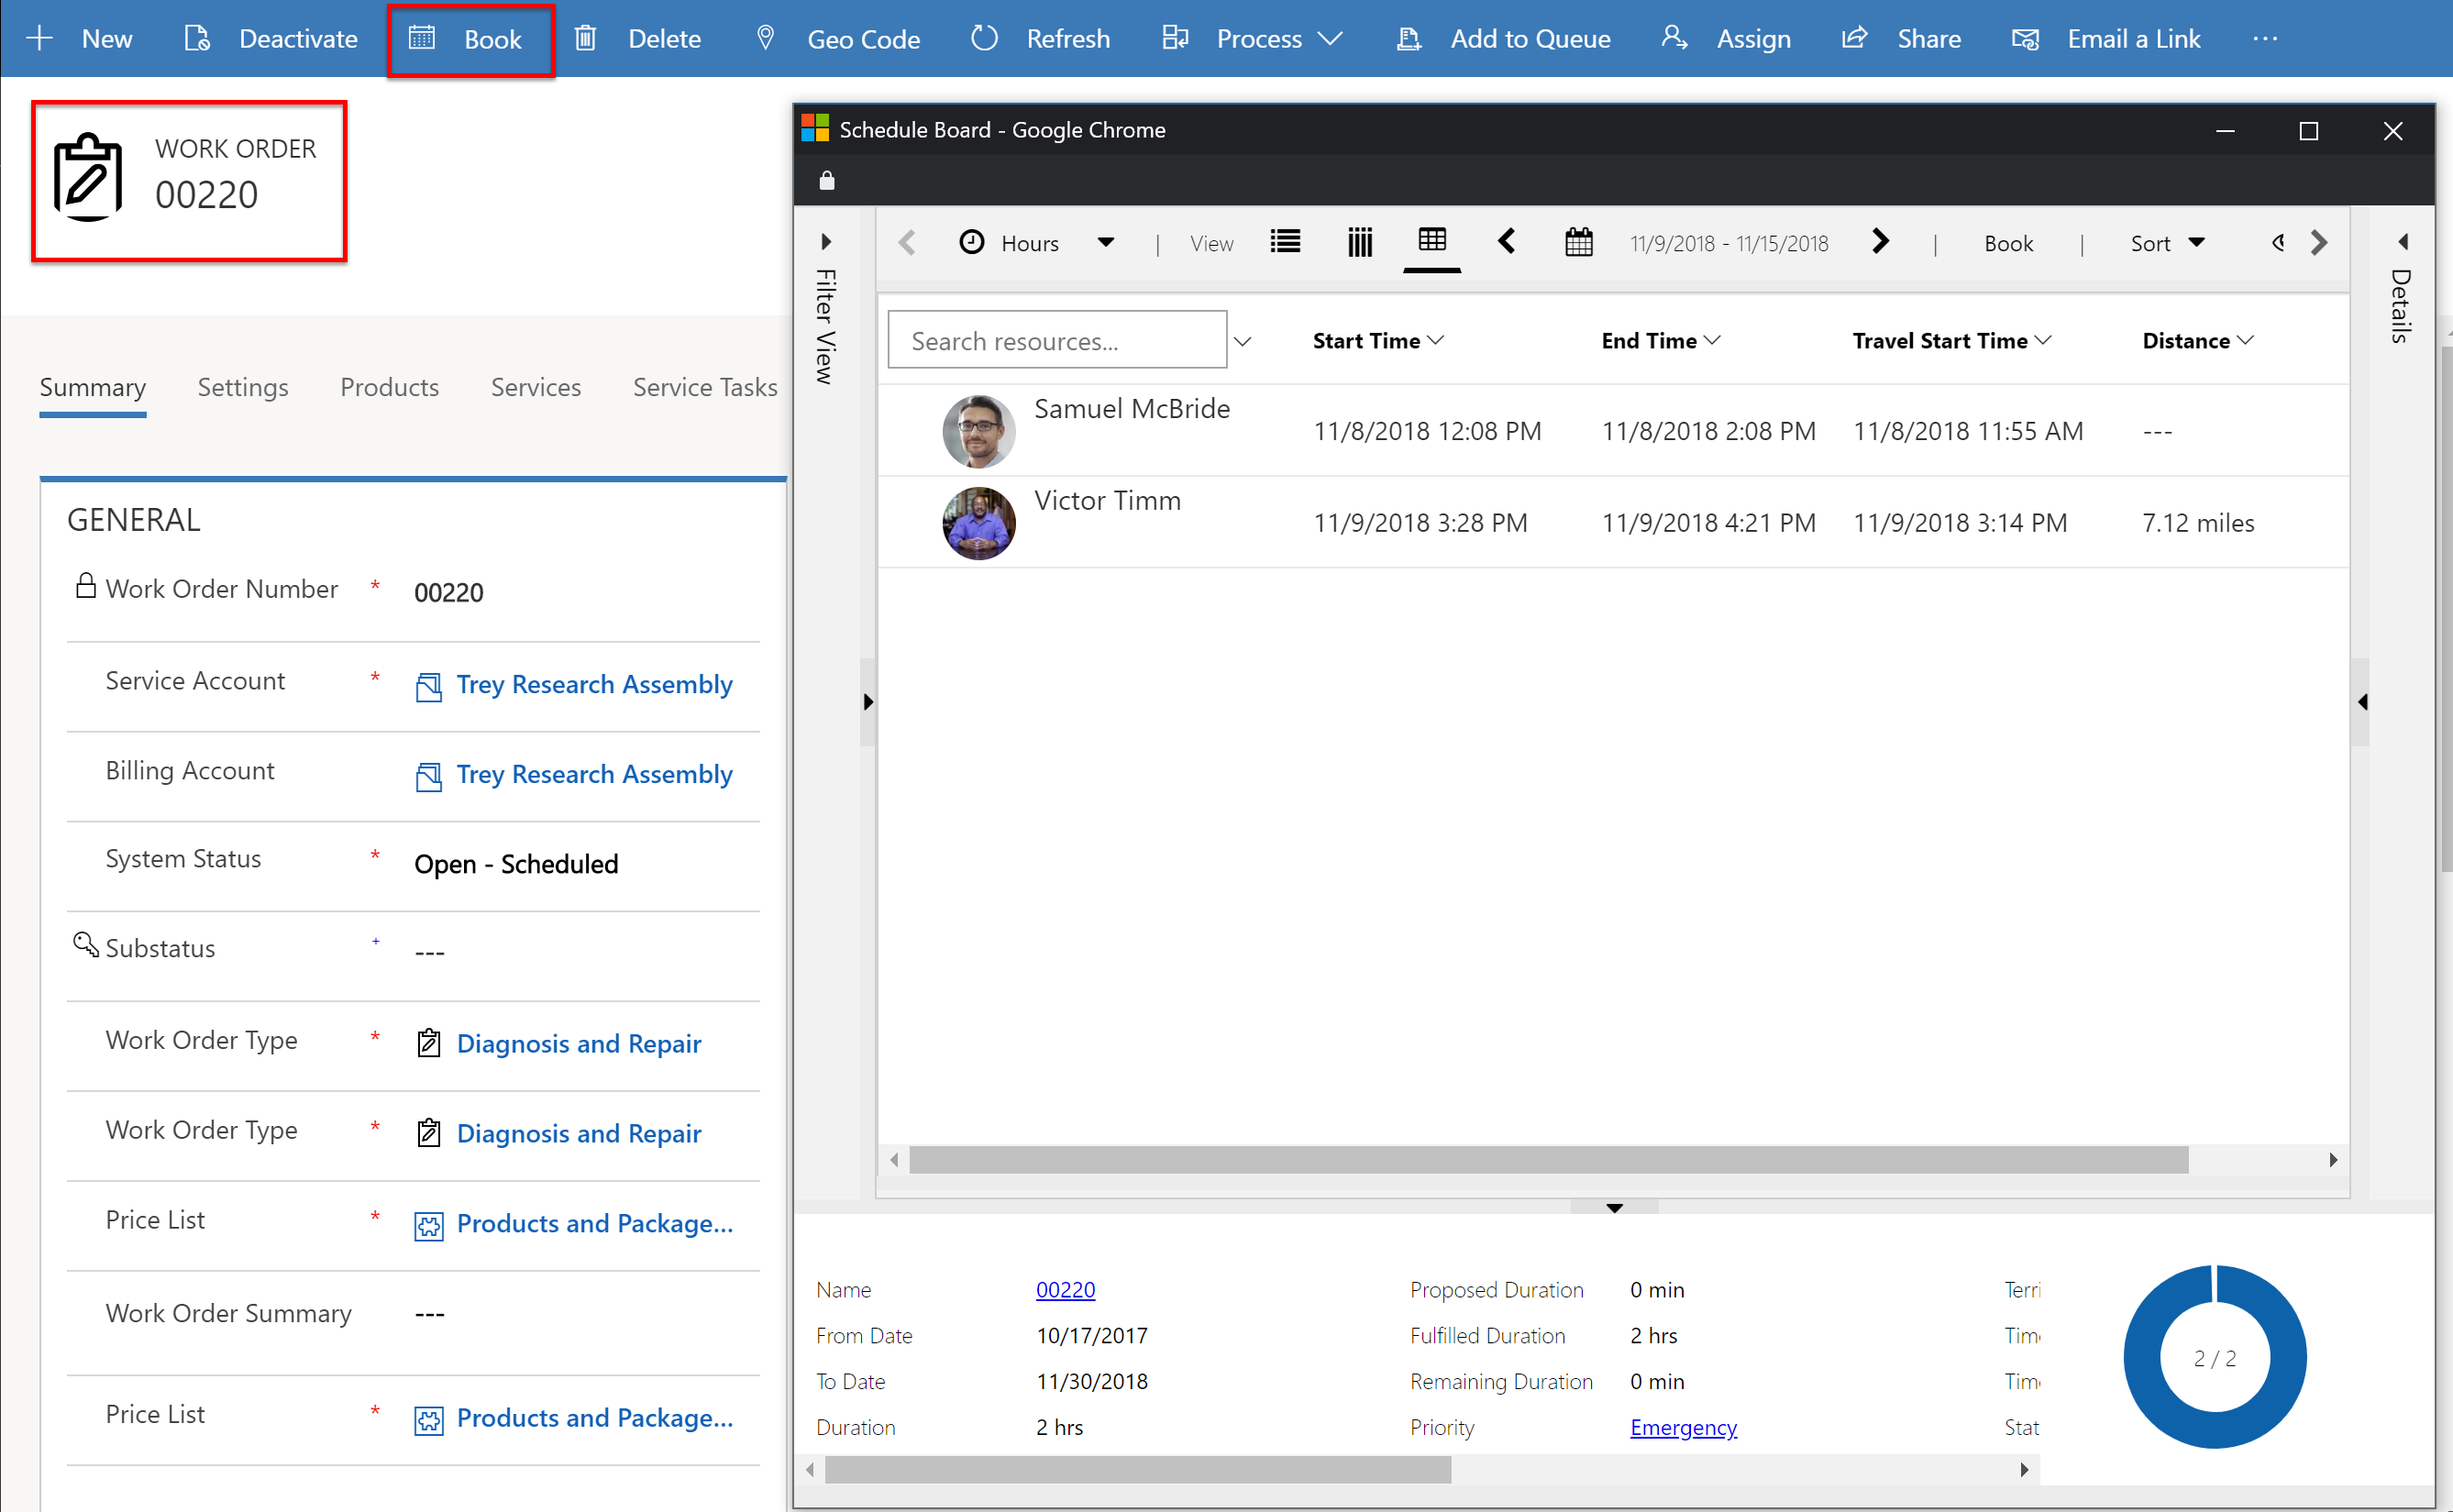 New Deactivate Book Delete Geo Code Refresh Process Add to Queue Assign Share Email a Link ...
WORK ORDER
00220
Summary Settings Products Services Service Tasks
GENERAL
Work Order Number * 00220
Service Account * Trey Research Assembly
Billing Account Trey Research Assembly
System Status * Open - Scheduled
Substatus + ---
Work Order Type * Diagnosis and Repair
Work Order Type * Diagnosis and Repair
Price List * Products and Package...
Work Order Summary ---
Price List * Products and Package...
Schedule Board - Google Chrome
Filter View
Hours | View 11/9/2018 - 11/15/2018 | Book | Sort
Details
Search resources... Start Time End Time Travel Start Time Distance
Samuel McBride 11/8/2018 12:08 PM 11/8/2018 2:08 PM 11/8/2018 11:55 AM ---
Victor Timm 11/9/2018 3:28 PM 11/9/2018 4:21 PM 11/9/2018 3:14 PM 7.12 miles
Name 00220 Proposed Duration 0 min Terri
From Date 10/17/2017 Fulfilled Duration 2 hrs Tim
To Date 11/30/2018 Remaining Duration 0 min Tim
Duration 2 hrs Priority Emergency Stat
2 / 2